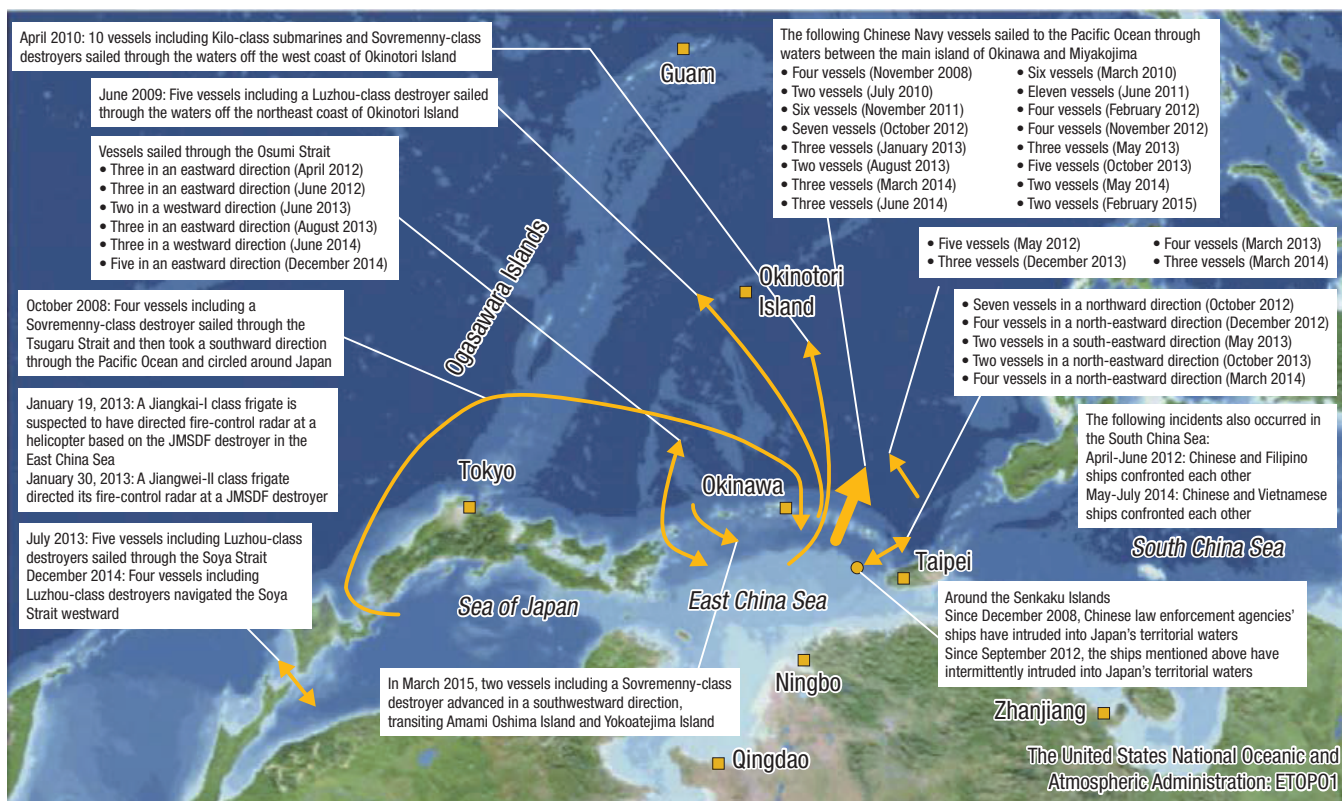 April 2010: 10 vessels including Kilo-class submarines and Sovremenny-class
destroyers sailed through the waters off the west coast of Okinotori Island
June 2009: Five vessels including a Luzhou-class destroyer sailed
through the waters off the northeast coast of Okinotori Island
Vessels sailed through the Osumi Strait
• Three in an eastward direction (April 2012)
• Three in an eastward direction (June 2012)
• Two in a westward direction (June 2013)
• Three in an eastward direction (August 2013)
• Three in a westward direction (June 2014)
• Five in an eastward direction (December 2014)
October 2008: Four vessels including a
Sovremenny-class destroyer sailed through the
Tsugaru Strait and then took a southward direction
through the Pacific Ocean and circled around Japan
January 19, 2013: A Jiangkai-I class frigate is
suspected to have directed fire-control radar at a
helicopter based on the JMSDF destroyer in the
East China Sea
January 30, 2013: A Jiangwei-II class frigate
directed its fire-control radar at a JMSDF destroyer
July 2013: Five vessels including Luzhou-class
destroyers sailed through the Soya Strait
December 2014: Four vessels including
Luzhou-class destroyers navigated the Soya
Strait westward
Guam
Ogasawara Islands
Okinotori
Island
The following Chinese Navy vessels sailed to the Pacific Ocean through
waters between the main island of Okinawa and Miyakojima
• Four vessels (November 2008)
• Two vessels (July 2010)
• Six vessels (November 2011)
• Seven vessels (October 2012)
• Three vessels (January 2013)
• Two vessels (August 2013)
• Three vessels (March 2014)
• Three vessels (June 2014)
• Six vessels (March 2010)
• Eleven vessels (June 2011)
• Four vessels (February 2012)
• Four vessels (November 2012)
• Three vessels (May 2013)
• Five vessels (October 2013)
• Two vessels (May 2014)
• Two vessels (February 2015)
• Five vessels (May 2012)
• Three vessels (December 2013)
• Four vessels (March 2013)
• Three vessels (March 2014)
• Seven vessels in a northward direction (October 2012)
• Four vessels in a north-eastward direction (December 2012)
• Two vessels in a south-eastward direction (May 2013)
• Two vessels in a north-eastward direction (October 2013)
• Four vessels in a north-eastward direction (March 2014)
The following incidents also occurred in
the South China Sea:
April-June 2012: Chinese and Filipino
ships confronted each other
May-July 2014: Chinese and Vietnamese
ships confronted each other
South China Sea
Tokyo
Okinawa
Taipei
Sea of Japan
East China Sea
Around the Senkaku Islands
Since December 2008, Chinese law enforcement agencies'
ships have intruded into Japan's territorial waters
Since September 2012, the ships mentioned above have
intermittently intruded into Japan's territorial waters
In March 2015, two vessels including a Sovremenny-class
destroyer advanced in a southwestward direction,
transiting Amami Oshima Island and Yokoatejima Island
Ningbo
Zhanjiang
Qingdao
The United States National Oceanic and
Atmospheric Administration: ETOPO1